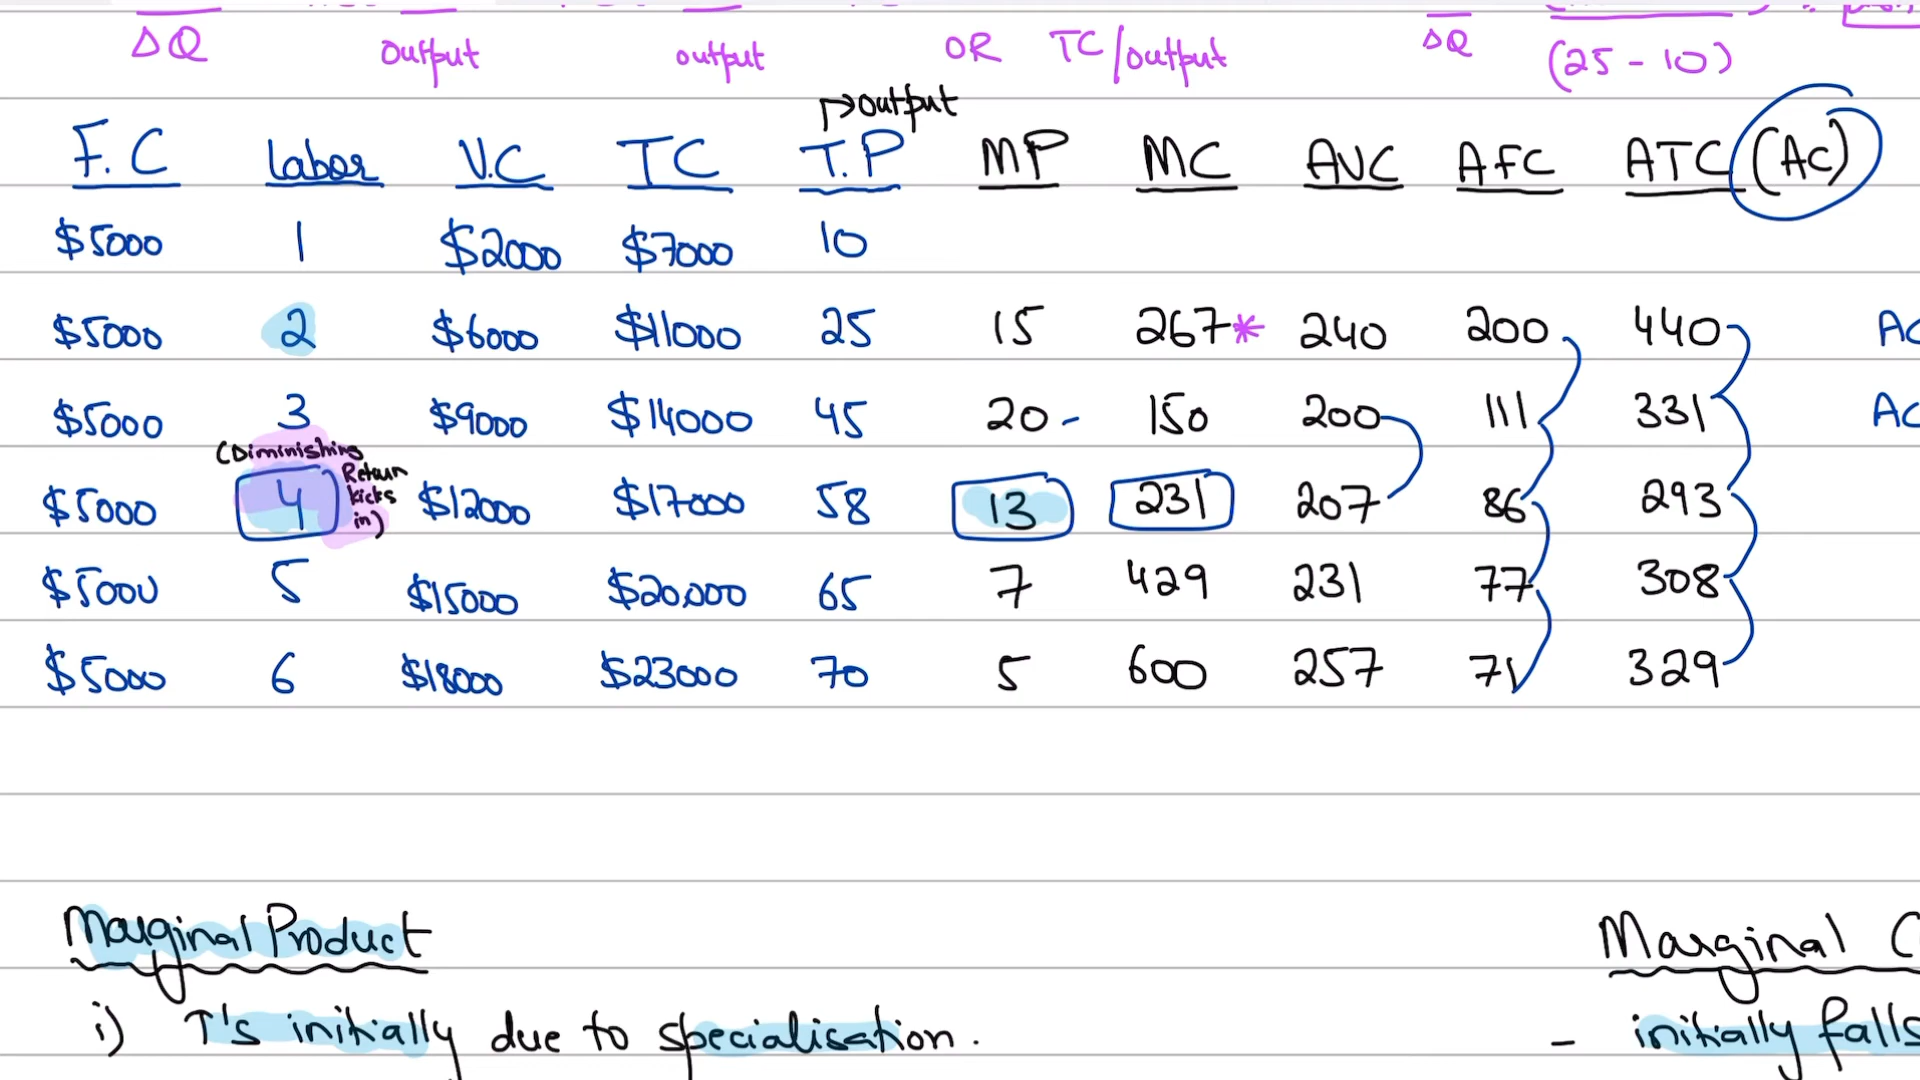 ΔQ output output OR TC/output ΔQ (25 - 10)
→output
F.C Labor V.C TC T.P MP MC AVC AFC ATC (AC)
$5000 1 $2000 $7000 10
$5000 2 $6000 $11000 25 15 267* 240 200 440 AC
$5000 3 $9000 $14000 45 20 - 150 200 111 331 AC
(Diminishing
Return
kicks
in)
$5000 4 $12000 $17000 58 13 231 207 86 293
$5000 5 $15000 $20,000 65 7 429 231 77 308
$5000 6 $18000 $23000 70 5 600 257 71 329
Marginal Product Marginal C
i) T's initially due to specialisation. - initially falls